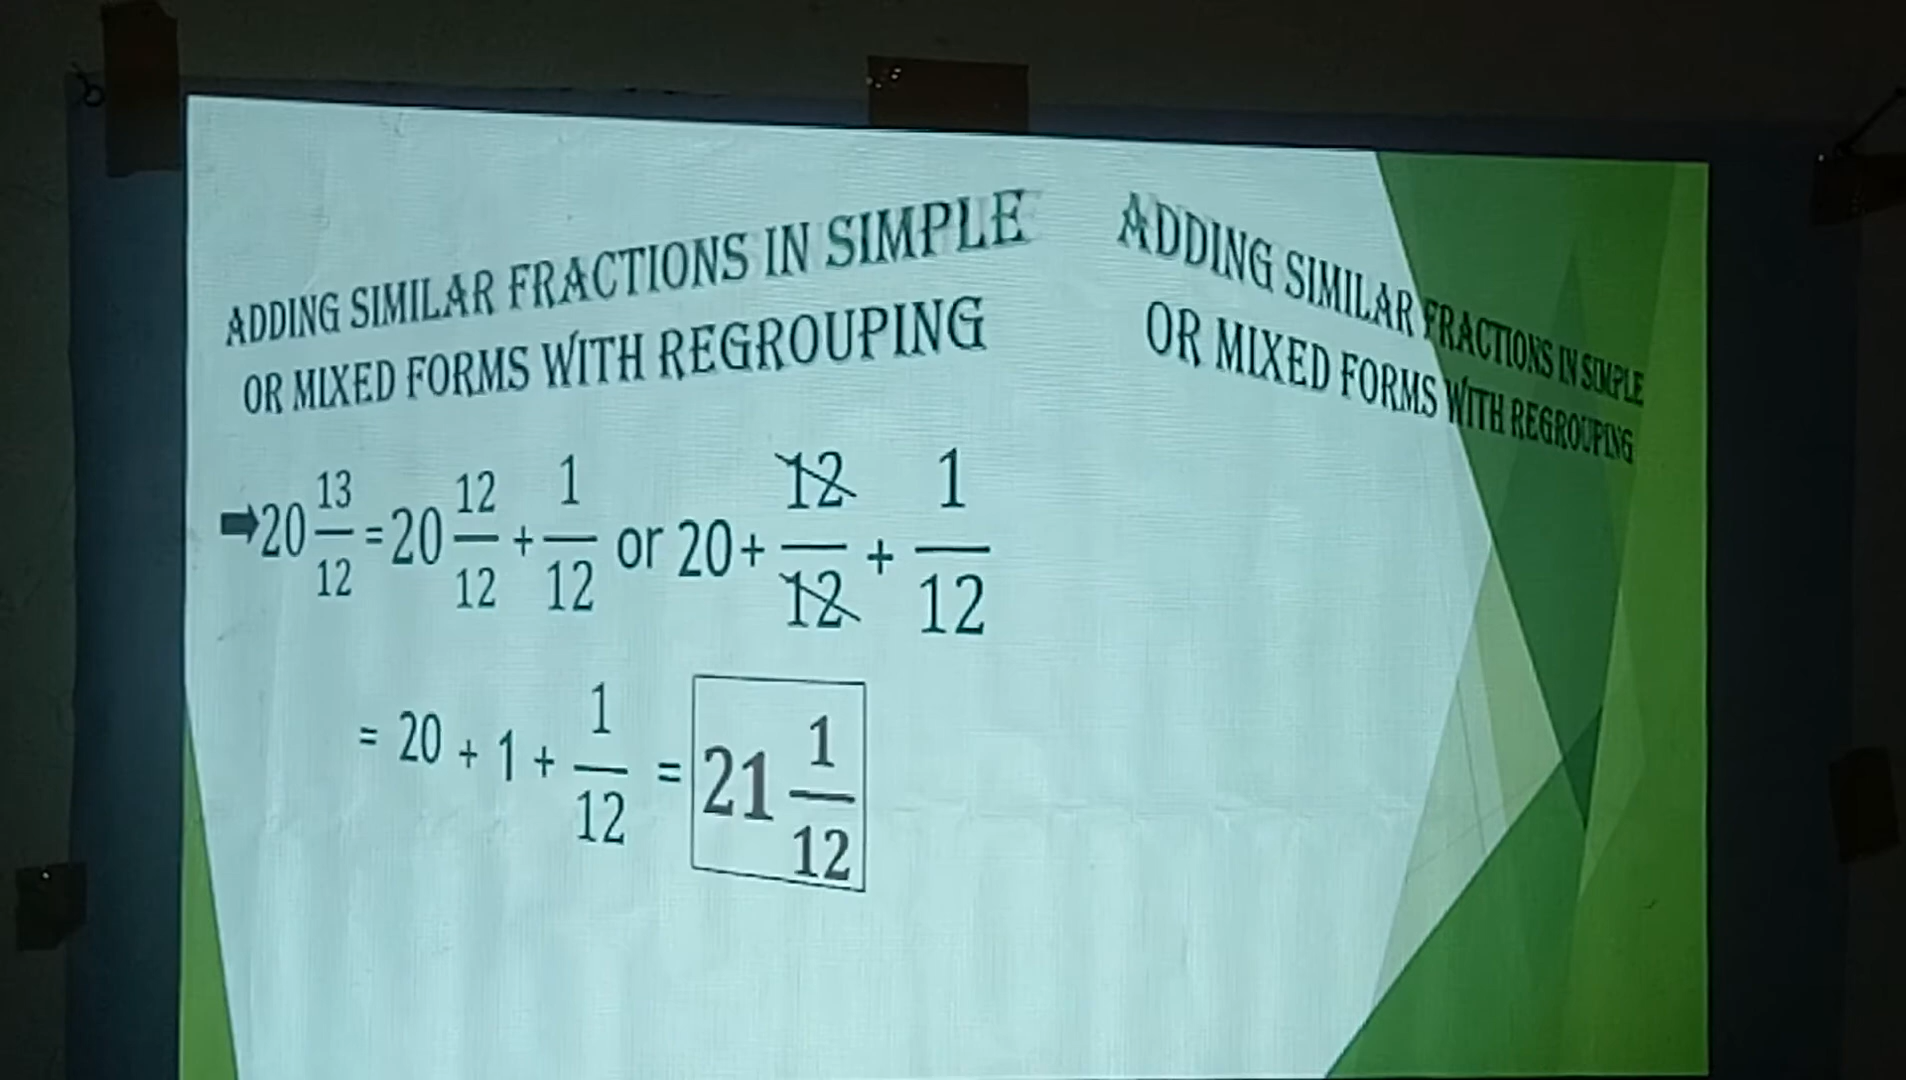 ADDING SIMILAR FRACTIONS IN SIMPLE
OR MIXED FORMS WITH REGROUPING
ADDING SIMILAR FRACTIONS IN SIMPLE
OR MIXED FORMS WITH REGROUPING
➡20 13/12 = 20 12/12 + 1/12 or 20 + 12/12 + 1/12
= 20 + 1 + 1/12 = 21 1/12